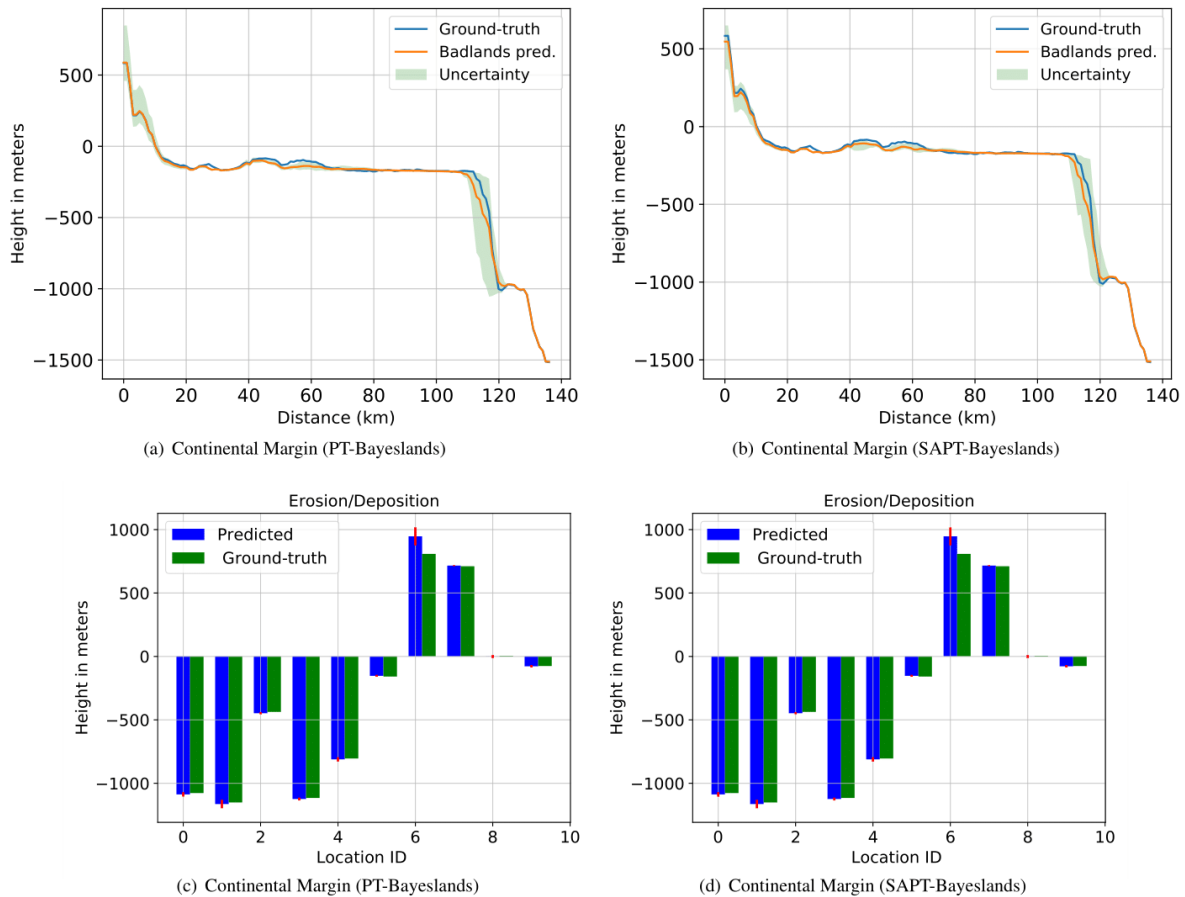 Ground-truth
Badlands pred.
Uncertainty
500
0
−500
−1000
−1500
Height in meters
0 20 40 60 80 100 120 140
Distance (km)
(a) Continental Margin (PT-Bayeslands)
Ground-truth
Badlands pred.
Uncertainty
500
0
−500
−1000
−1500
Height in meters
0 20 40 60 80 100 120 140
Distance (km)
(b) Continental Margin (SAPT-Bayeslands)
Erosion/Deposition
Predicted
Ground-truth
1000
500
0
−500
−1000
Height in meters
0 2 4 6 8 10
Location ID
(c) Continental Margin (PT-Bayeslands)
Erosion/Deposition
Predicted
Ground-truth
1000
500
0
−500
−1000
Height in meters
0 2 4 6 8 10
Location ID
(d) Continental Margin (SAPT-Bayeslands)